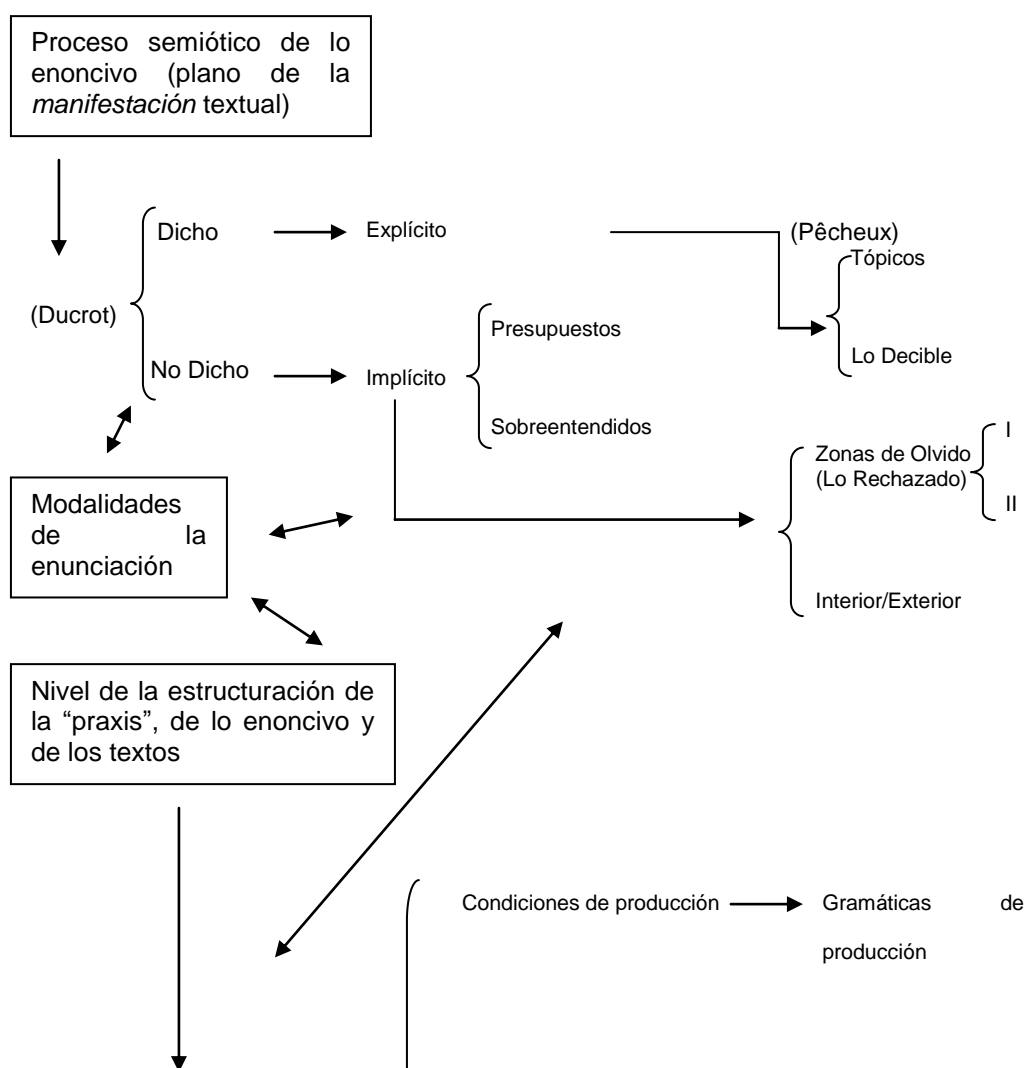 Proceso semiótico de lo
enoncivo (plano de la
manifestación textual)
Dicho
Explícito
(Pêcheux)
Tópicos
(Ducrot)
Presupuestos
Lo Decible
No Dicho
Implícito
Sobreentendidos
Zonas de Olvido
(Lo Rechazado)
I
II
Modalidades
de la
enunciación
Interior/Exterior
Nivel de la estructuración de
la “praxis”, de lo enoncivo y
de los textos
Condiciones de producción
Gramáticas de
producción